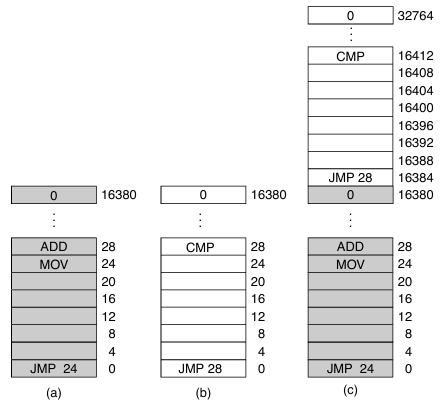 0 32764
CMP 16412
16408
16404
16400
16396
16392
16388
JMP 28 16384
0 16380 0 16380 0 16380
ADD 28 CMP 28 ADD 28
MOV 24 24 MOV 24
20 20 20
16 16 16
12 12 12
8 8 8
4 4 4
JMP 24 0 JMP 28 0 JMP 24 0
(a) (b) (c)